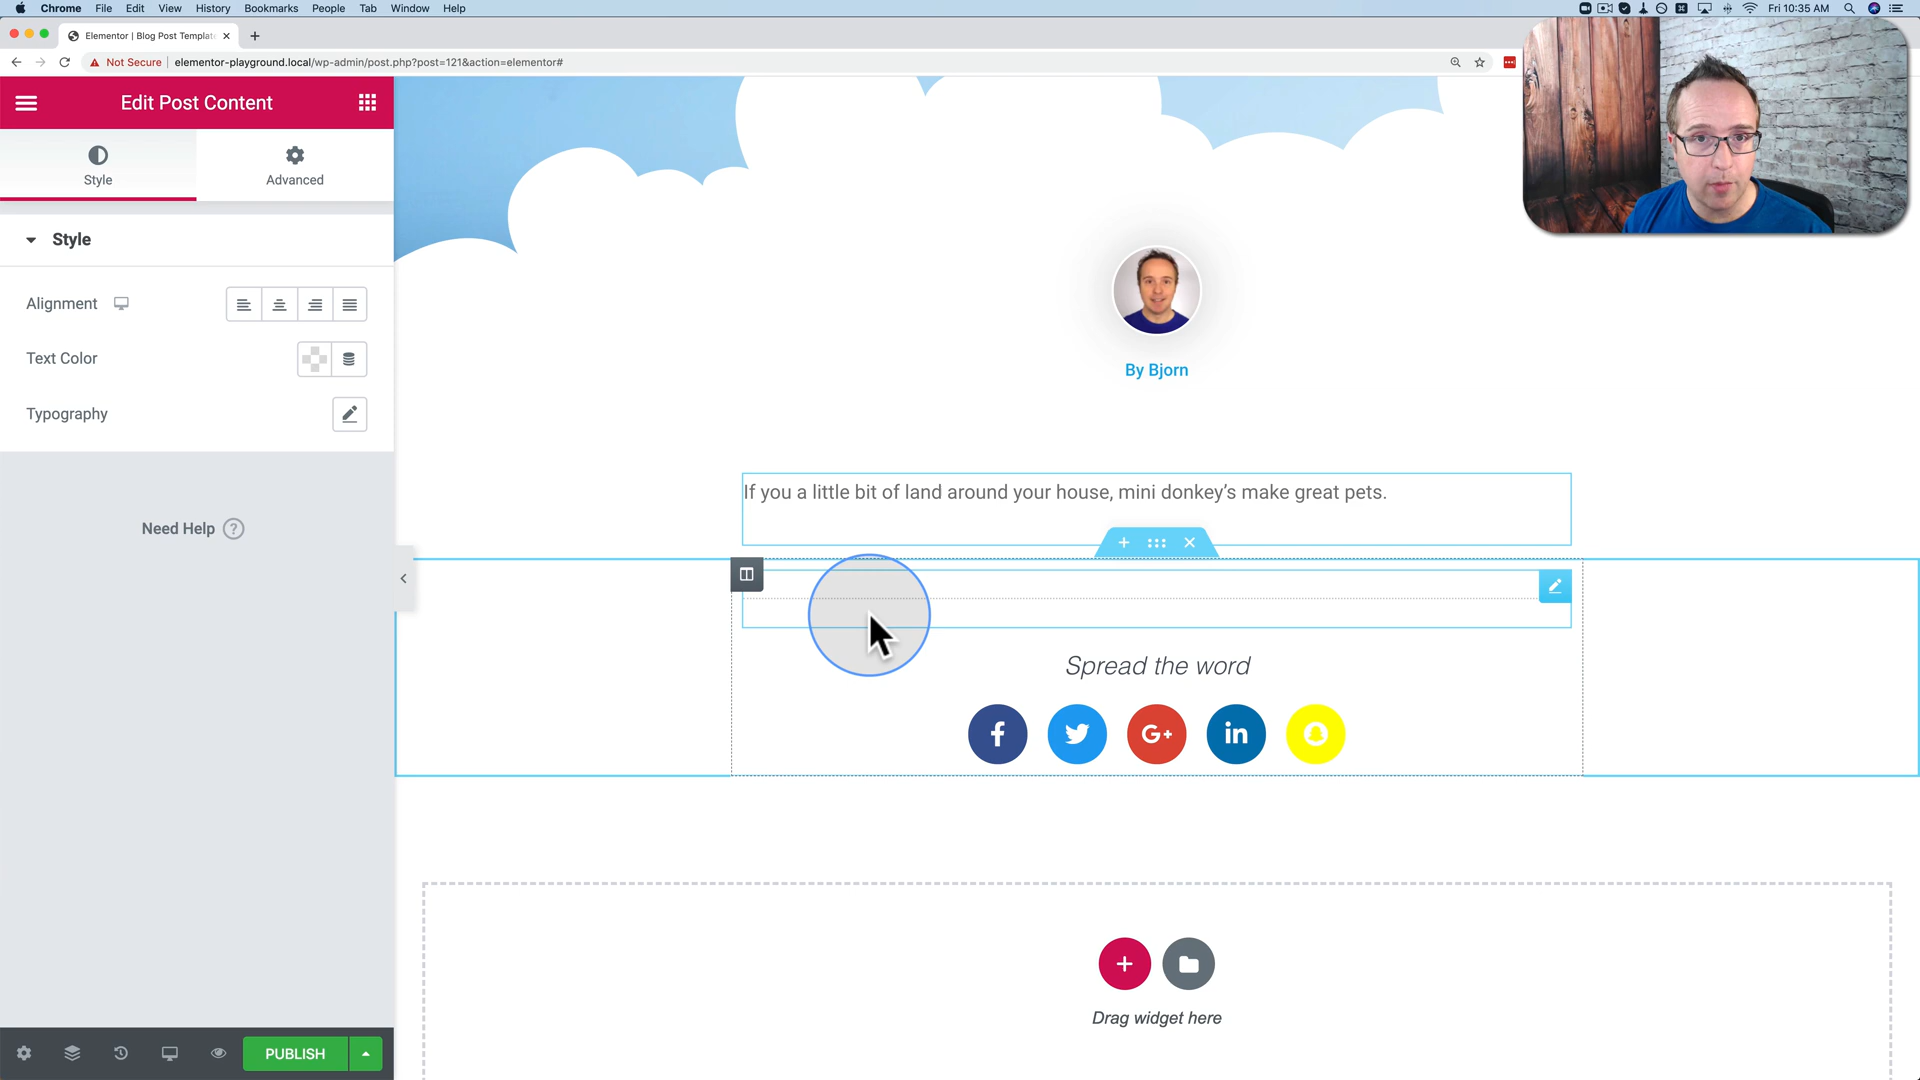 Chrome File Edit View History Bookmarks People Tab Window Help
Fri 10:35 AM
Elementor | Blog Post Templat
Not Secure elementor-playground.local/wp-admin/post.php?post=121&action=elementor#
Edit Post Content
Style
Advanced
Style
Alignment
Text Color
Typography
Need Help ?
By Bjorn
If you a little bit of land around your house, mini donkey's make great pets.
Spread the word
f G+ in
Drag widget here
PUBLISH